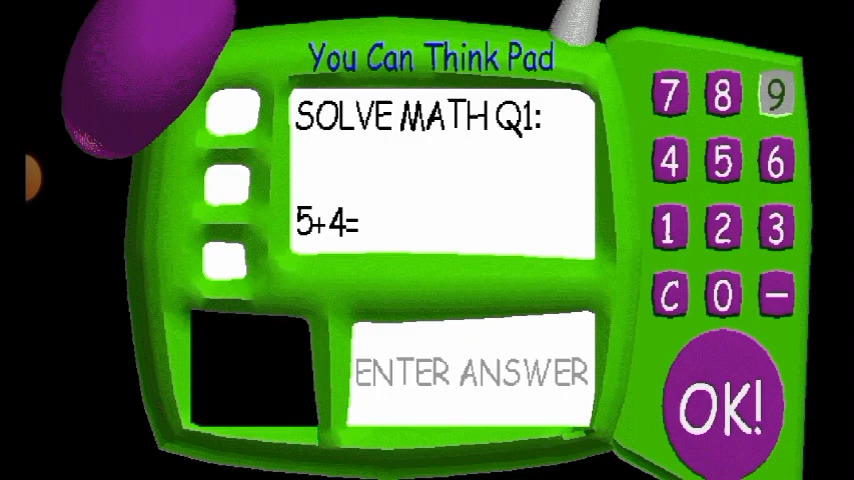 You Can Think Pad
SOLVE MATH Q1:
5+4=
ENTER ANSWER
7 8 9
4 5 6
1 2 3
C 0 –
OK!